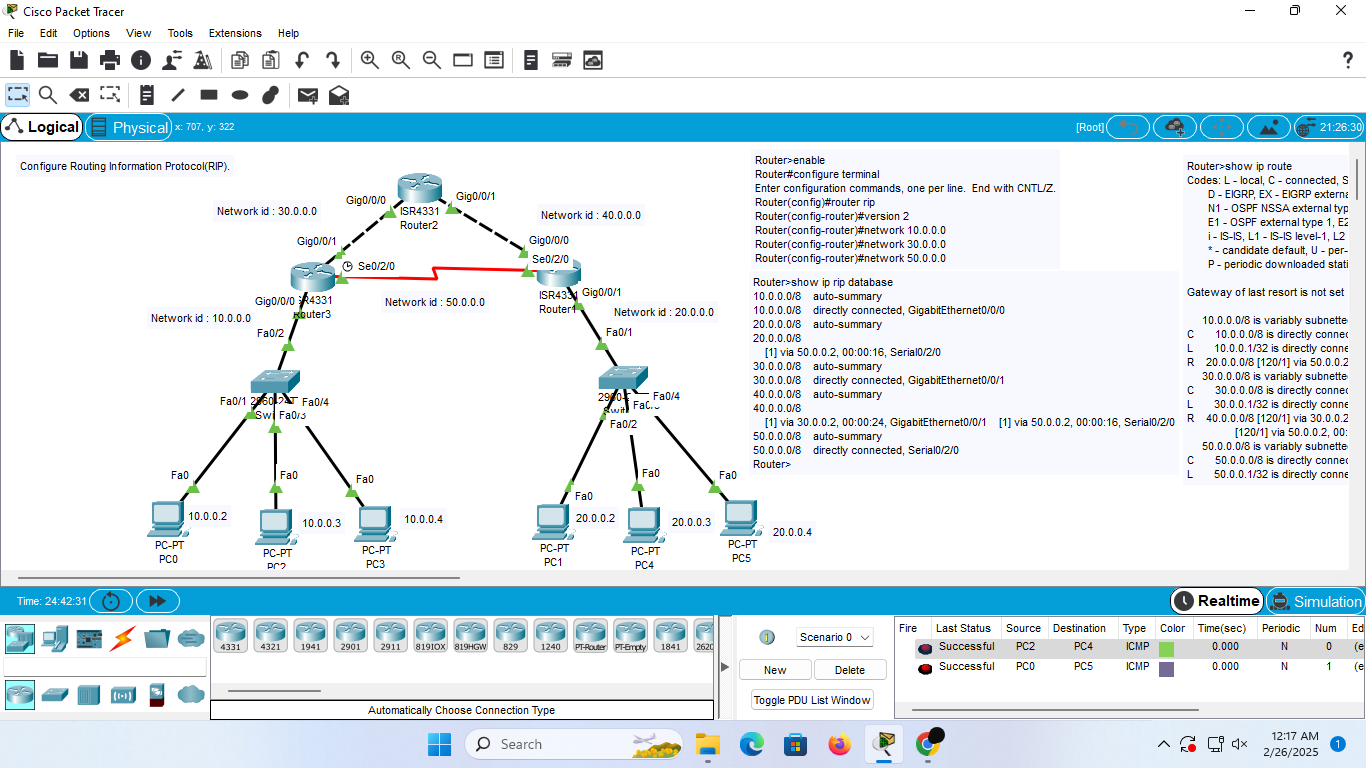 Cisco Packet Tracer
File Edit Options View Tools Extensions Help
Logical
Physical
x: 707, y: 322
[Root]
21:26:30
Configure Routing Information Protocol(RIP).
Gig0/0/0
Gig0/0/1
ISR4331
Router2
Network id : 30.0.0.0
Network id : 40.0.0.0
Gig0/0/1
Gig0/0/0
Se0/2/0
Se0/2/0
Gig0/0/0
Gig0/0/1
ISR4331
Router3
Network id : 50.0.0.0
Network id : 10.0.0.0
Network id : 20.0.0.0
Fa0/2
Fa0/1
Fa0/1
Fa0/3
Fa0/4
Fa0/2
Fa0/4
Fa0
Fa0
Fa0
Fa0
Fa0
Fa0
10.0.0.2
10.0.0.3
10.0.0.4
20.0.0.2
20.0.0.3
20.0.0.4
PC-PT
PC0
PC-PT
PC2
PC-PT
PC3
PC-PT
PC1
PC-PT
PC4
PC-PT
PC5
Router>enable
Router#configure terminal
Enter configuration commands, one per line. End with CNTL/Z.
Router(config)#router rip
Router(config-router)#version 2
Router(config-router)#network 10.0.0.0
Router(config-router)#network 30.0.0.0
Router(config-router)#network 50.0.0.0
Router>show ip rip database
10.0.0.0/8 auto-summary
10.0.0.0/8 directly connected, GigabitEthernet0/0/0
20.0.0.0/8 auto-summary
20.0.0.0/8
[1] via 50.0.0.2, 00:00:16, Serial0/2/0
30.0.0.0/8 auto-summary
30.0.0.0/8 directly connected, GigabitEthernet0/0/1
40.0.0.0/8 auto-summary
40.0.0.0/8
[1] via 30.0.0.2, 00:00:24, GigabitEthernet0/0/1 [1] via 50.0.0.2, 00:00:16, Serial0/2/0
50.0.0.0/8 auto-summary
50.0.0.0/8 directly connected, Serial0/2/0
Router>
Router>show ip route
Codes: L - local, C - connected, S
D - EIGRP, EX - EIGRP externa
N1 - OSPF NSSA external typ
E1 - OSPF external type 1, E2
i - IS-IS, L1 - IS-IS level-1, L2
* - candidate default, U - per-
P - periodic downloaded stati
Gateway of last resort is not set
10.0.0.0/8 is variably subnette
C 10.0.0.0/8 is directly conne
L 10.0.0.1/32 is directly conne
R 20.0.0.0/8 [120/1] via 50.0.0.2
30.0.0.0/8 is variably subnette
C 30.0.0.0/8 is directly conne
L 30.0.0.1/32 is directly conne
R 40.0.0.0/8 [120/1] via 30.0.0.2
[120/1] via 50.0.0.2, 00:
50.0.0.0/8 is variably subnette
C 50.0.0.0/8 is directly conne
L 50.0.0.1/32 is directly conne
Time: 24:42:31
Realtime
Simulation
4331 4321 1941 2901 2911 819IOX 819HGW 829 1240 PT-Router PT-Empty 1841 2620
Automatically Choose Connection Type
Scenario 0
New
Delete
Toggle PDU List Window
Fire Last Status Source Destination Type Color Time(sec) Periodic Num Ed
Successful PC2 PC4 ICMP 0.000 N 0 (e
Successful PC0 PC5 ICMP 0.000 N 1 (e
Search
12:17 AM
2/26/2025
1